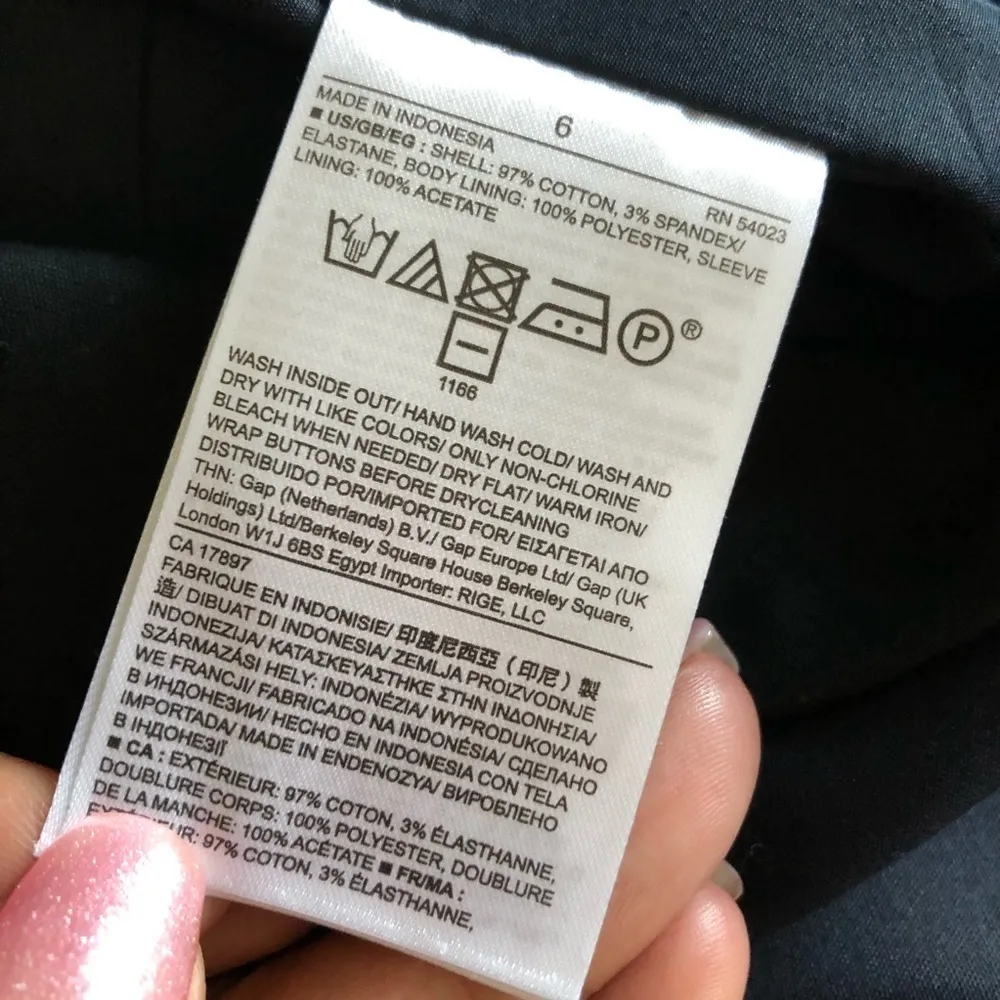 6
MADE IN INDONESIA
RN 54023
■ US/GB/EG : SHELL: 97% COTTON, 3% SPANDEX/
ELASTANE, BODY LINING: 100% POLYESTER, SLEEVE
LINING: 100% ACETATE
P ®
1166
WASH INSIDE OUT/ HAND WASH COLD/ WASH AND
DRY WITH LIKE COLORS/ ONLY NON-CHLORINE
BLEACH WHEN NEEDED/ DRY FLAT/ WARM IRON/
WRAP BUTTONS BEFORE DRYCLEANING
DISTRIBUIDO POR/IMPORTED FOR/ ΕΙΣΑΓΕΤΑΙ ΑΠΟ
THN: Gap (Netherlands) B.V./ Gap Europe Ltd/ Gap (UK
Holdings) Ltd/Berkeley Square House Berkeley Square,
London W1J 6BS Egypt Importer: RIGE, LLC
CA 17897
FABRIQUE EN INDONISIE/ 印度尼西亞 ( 印尼 ) 製
造/ DIBUAT DI INDONESIA/ ZEMLJA PROIZVODNJE
INDONEZIJA/ ΚΑΤΑΣΚΕΥΑΣΤΗΚΕ ΣΤΗΝ ΙΝΔΟΝΗΣΙΑ/
SZÁRMAZÁSI HELY: INDONÉZIA/ WYPRODUKOWANO
WE FRANCJI/ FABRICADO NA INDONÉSIA/ СДЕЛАНО
В ИНДОНЕЗИИ/ HECHO EN INDONESIA CON TELA
IMPORTADA/ MADE IN ENDENOZYA/ ВИРОБЛЕНО
В ІНДОНЕЗІЇ
■ CA : EXTÉRIEUR: 97% COTON, 3% ÉLASTHANNE,
DOUBLURE CORPS: 100% POLYESTER, DOUBLURE
DE LA MANCHE: 100% ACÉTATE ■ FR/MA :
97% COTON, 3% ÉLASTHANNE,